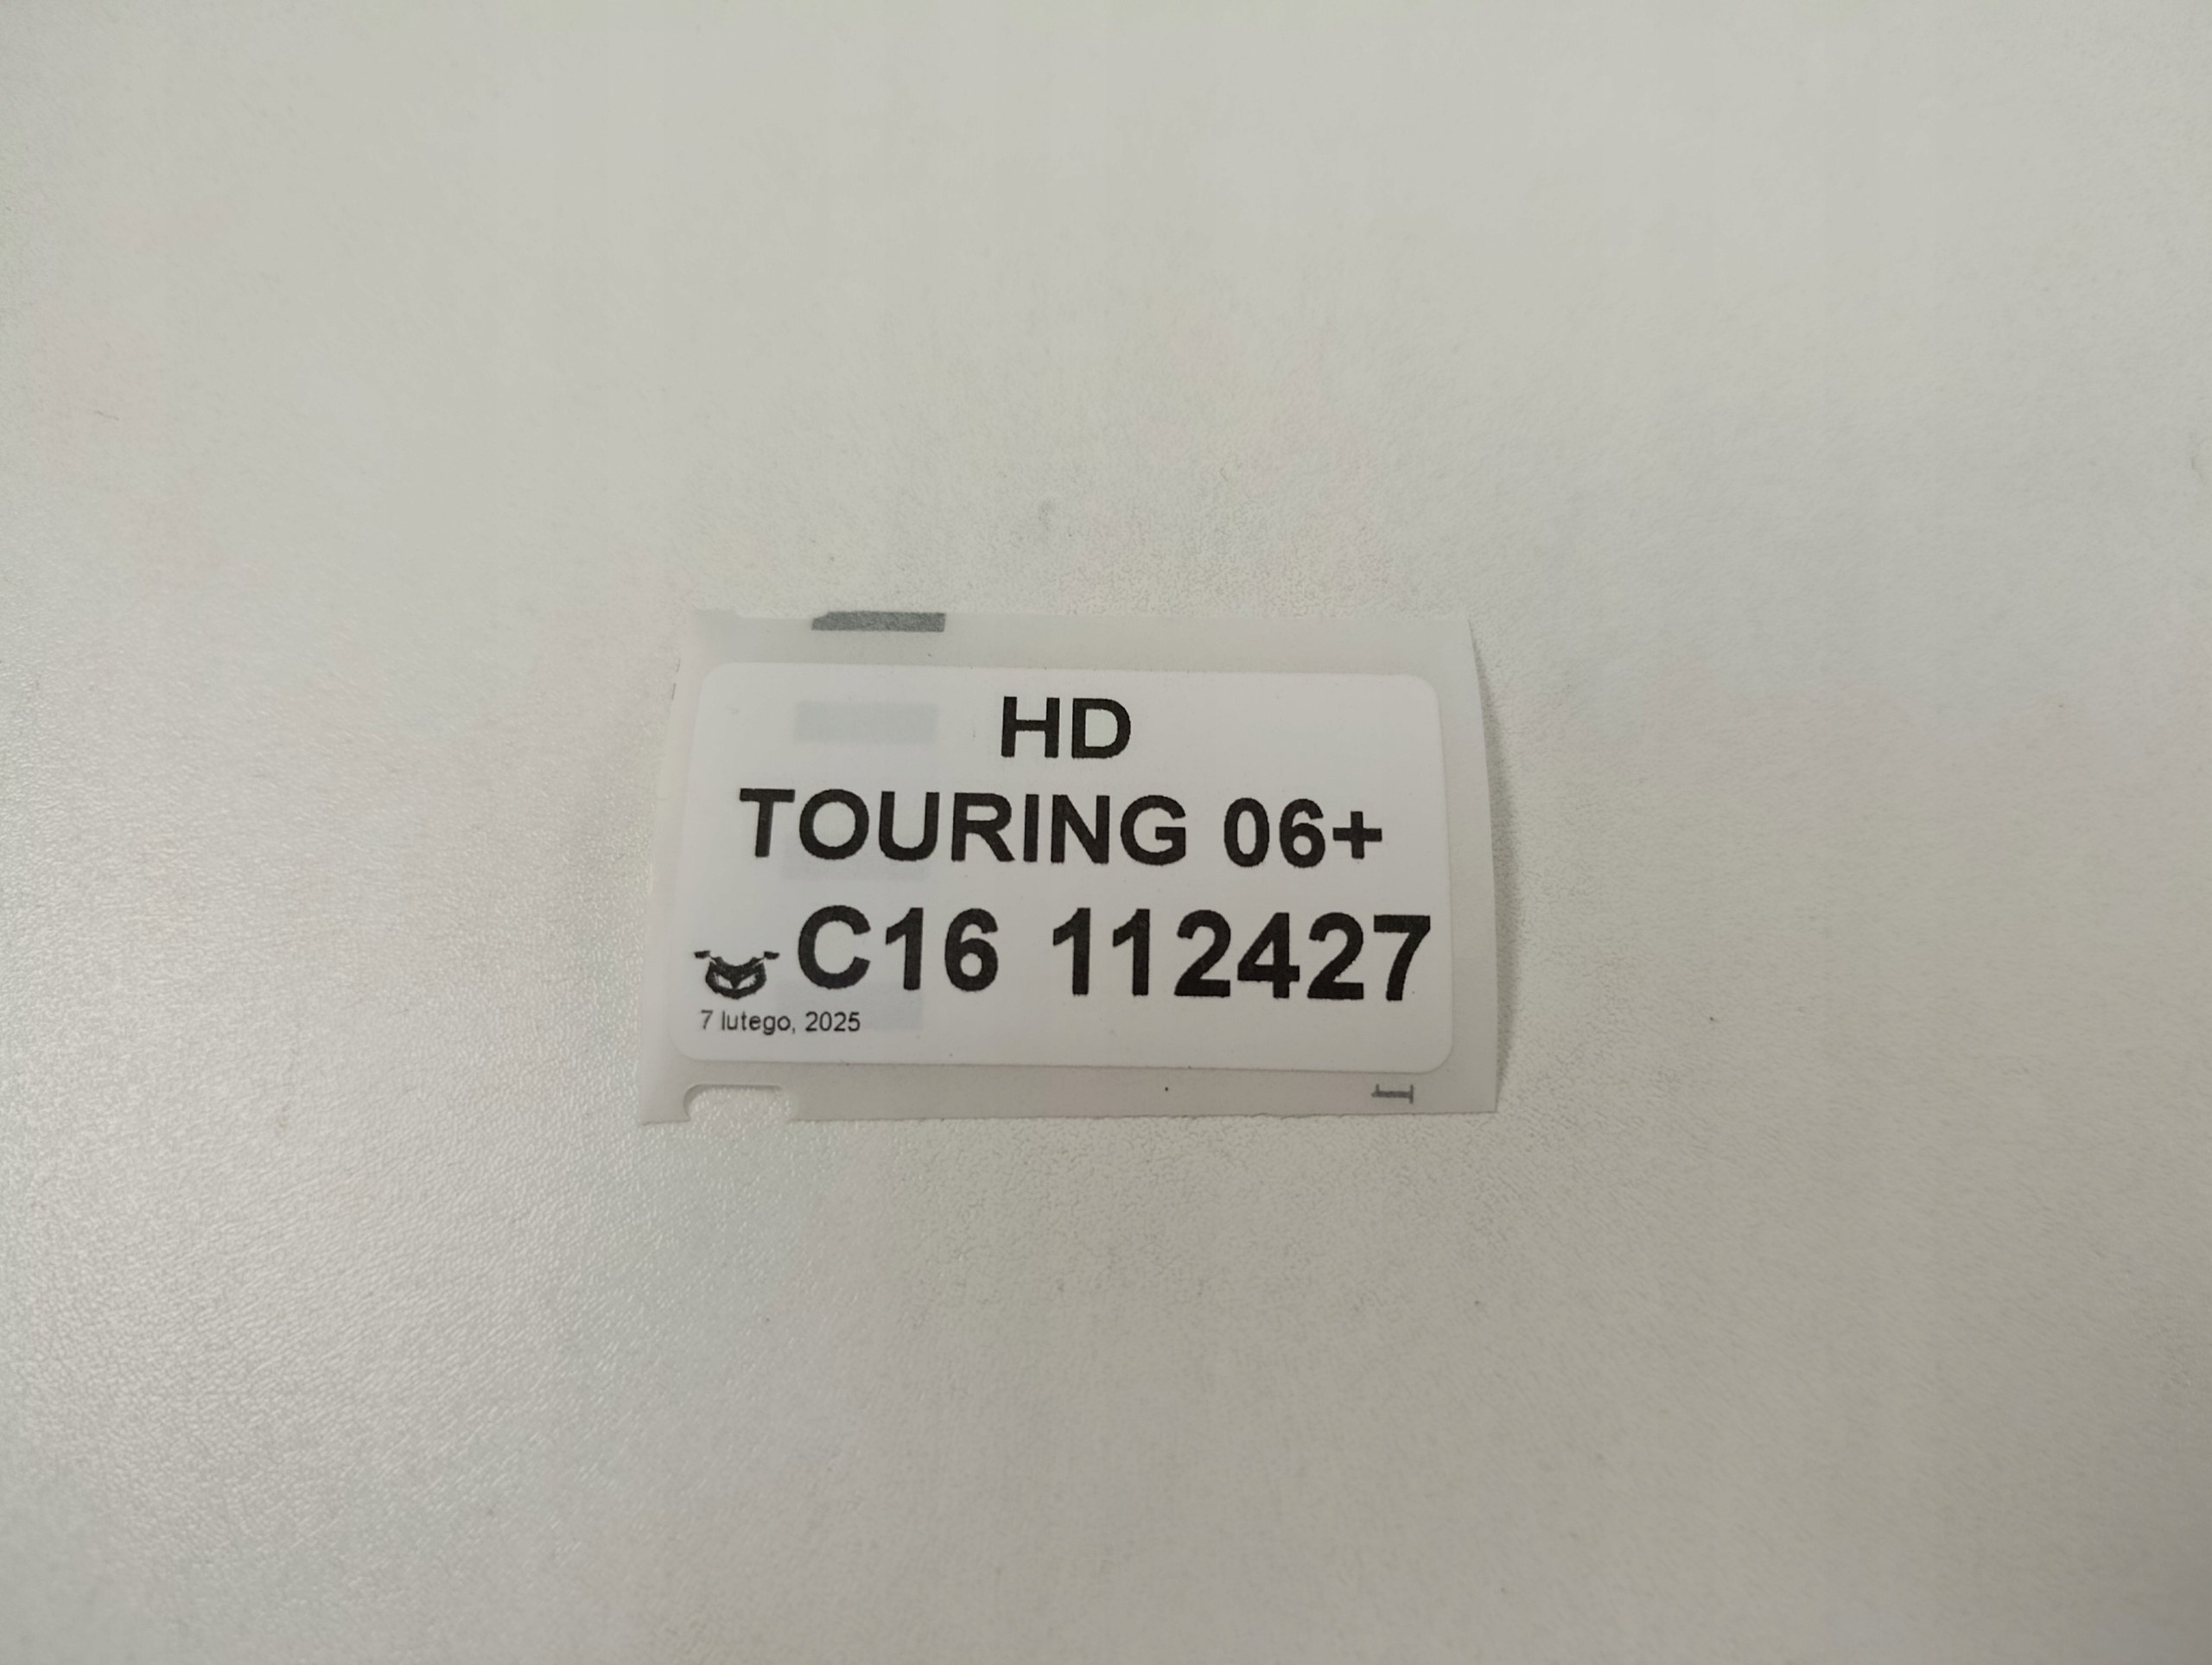 HD
TOURING 06+
C16 112427
7 lutego, 2025